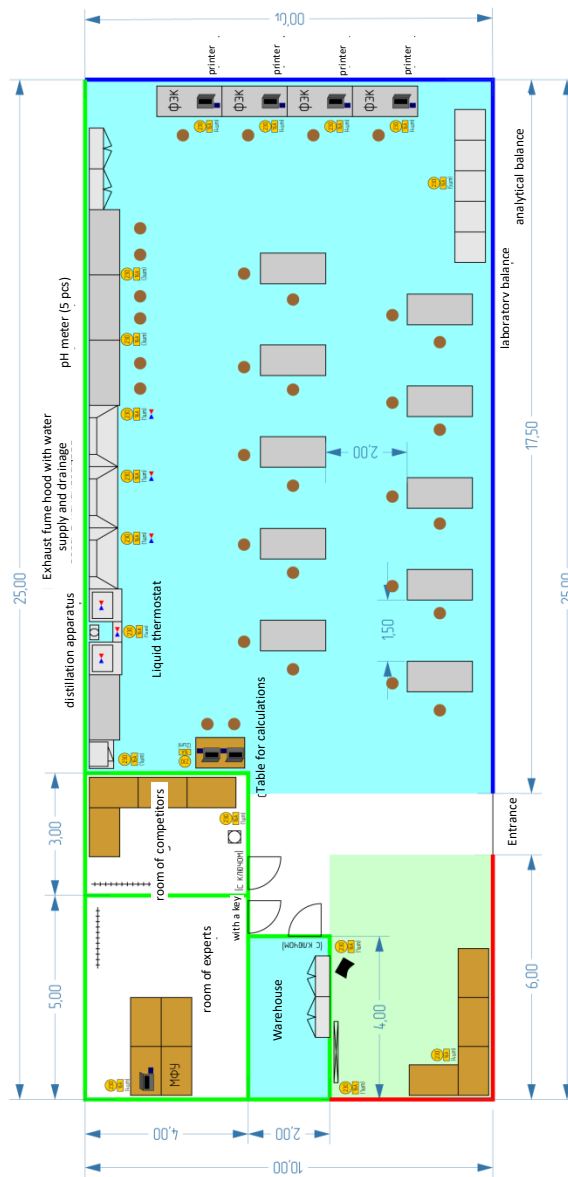 10,00
printer
printer
printer
printer
ФЭК
ФЭК
ФЭК
ФЭК
analytical balance
laboratory balance
pH meter (5 pcs)
Exhaust fume hood with water
supply and drainage
distillation apparatus
Liquid thermostat
Table for calculations
25,00
17,50
25,00
2,00
1,50
3,00
5,00
room of competitors
(С КЛЮЧОМ)
with a key
room of experts
МФУ
Warehouse
(С КЛЮЧОМ)
Entrance
6,00
4,00
4,00
2,00
10,00